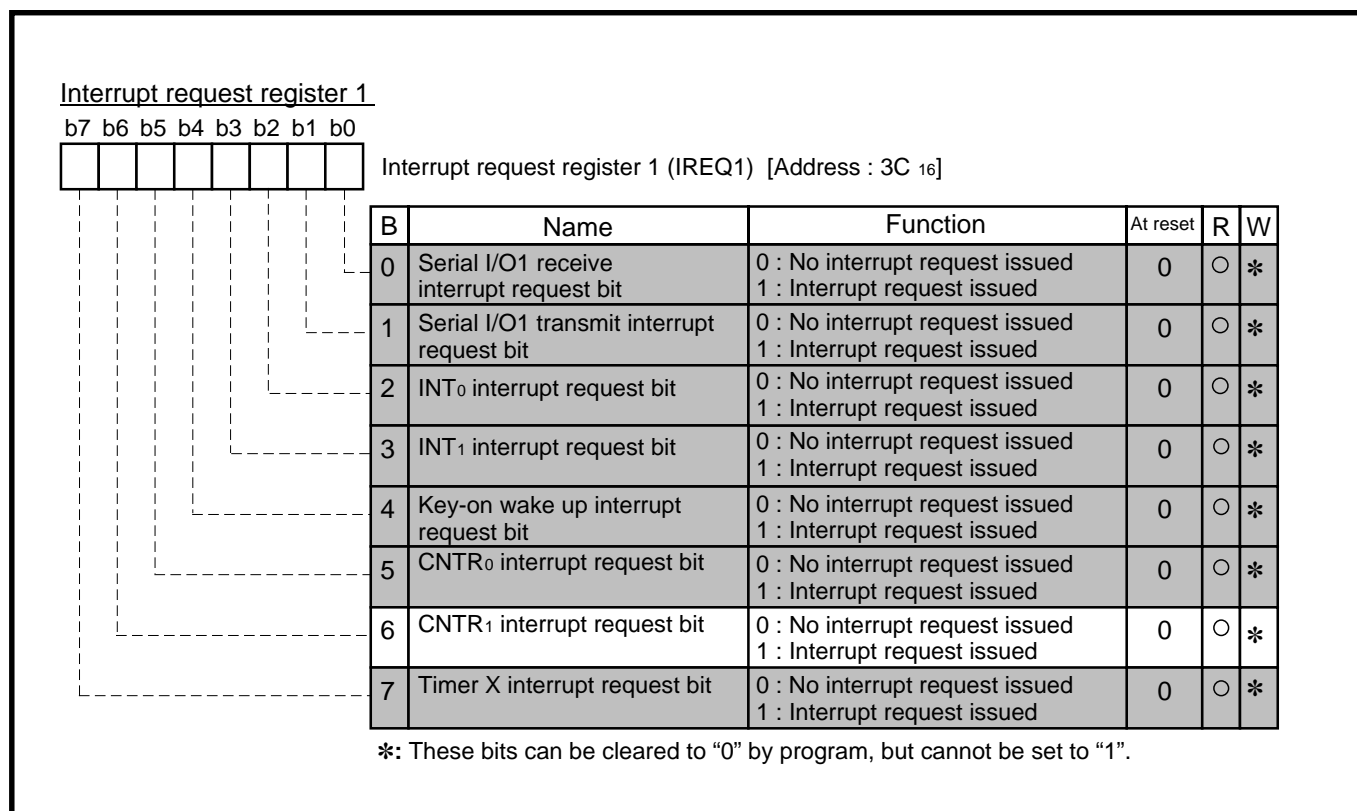 Interrupt request register 1
b7 b6 b5 b4 b3 b2 b1 b0
Interrupt request register 1 (IREQ1) [Address : 3C 16]
B Name Function At reset R W
0 Serial I/O1 receive interrupt request bit 0 : No interrupt request issued 1 : Interrupt request issued 0 ○ ✻
1 Serial I/O1 transmit interrupt request bit 0 : No interrupt request issued 1 : Interrupt request issued 0 ○ ✻
2 INT0 interrupt request bit 0 : No interrupt request issued 1 : Interrupt request issued 0 ○ ✻
3 INT1 interrupt request bit 0 : No interrupt request issued 1 : Interrupt request issued 0 ○ ✻
4 Key-on wake up interrupt request bit 0 : No interrupt request issued 1 : Interrupt request issued 0 ○ ✻
5 CNTR0 interrupt request bit 0 : No interrupt request issued 1 : Interrupt request issued 0 ○ ✻
6 CNTR1 interrupt request bit 0 : No interrupt request issued 1 : Interrupt request issued 0 ○ ✻
7 Timer X interrupt request bit 0 : No interrupt request issued 1 : Interrupt request issued 0 ○ ✻
✻: These bits can be cleared to “0” by program, but cannot be set to “1”.